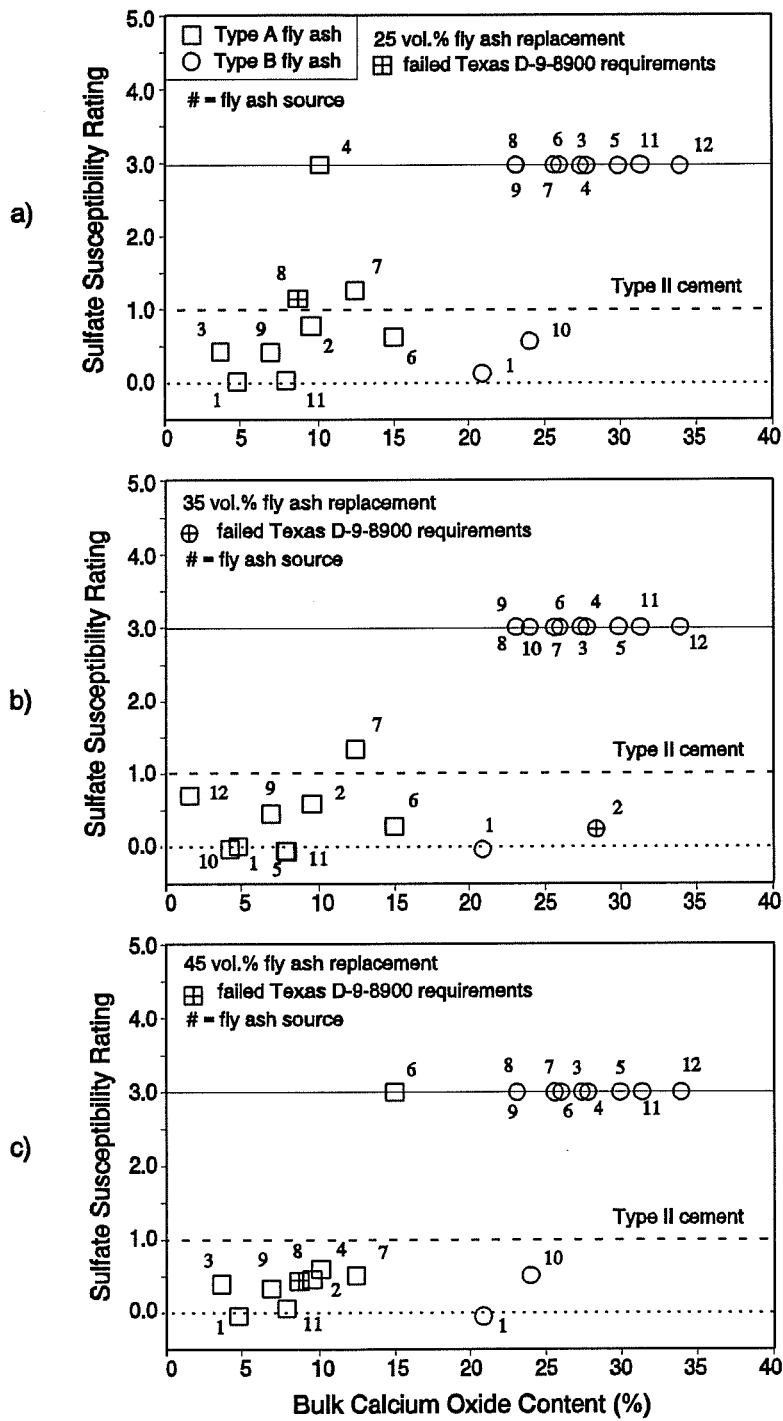 a)
Sulfate Susceptibility Rating
5.0
4.0
3.0
2.0
1.0
0.0
Type A fly ash
Type B fly ash
25 vol.% fly ash replacement
failed Texas D-9-8900 requirements
# = fly ash source
4
8 6 3 5 11 12
9 7 4
8 7
Type II cement
3 9 2 6 10
1 11 1
0 5 10 15 20 25 30 35 40
b)
Sulfate Susceptibility Rating
5.0
4.0
3.0
2.0
1.0
0.0
35 vol.% fly ash replacement
failed Texas D-9-8900 requirements
# = fly ash source
9 6 4 11
8 10 7 3 5 12
7
Type II cement
12 9 2 6 1 2
10 1 5 11
0 5 10 15 20 25 30 35 40
c)
Sulfate Susceptibility Rating
5.0
4.0
3.0
2.0
1.0
0.0
45 vol.% fly ash replacement
failed Texas D-9-8900 requirements
# = fly ash source
6 8 7 3 5 12
9 6 4 11
Type II cement
3 9 8 4 7 10
1 11 2 1
0 5 10 15 20 25 30 35 40
Bulk Calcium Oxide Content (%)